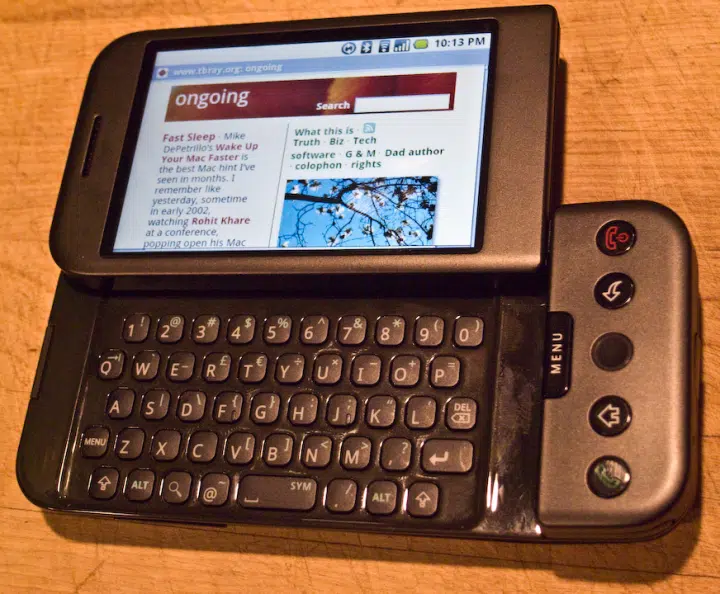 10:13 PM
www.tbray.org: ongoing
ongoing
Search
Fast Sleep · Mike
DePetrillo's Wake Up
Your Mac Faster is
the best Mac hint I've
seen in months. I
remember like
yesterday, sometime
in early 2002,
watching Rohit Khare
at a conference,
popping open his Mac
What this is ·
Truth · Biz · Tech
software · G & M · Dad author
· colophon · rights
1 ! 2 @ 3 # 4 $ 5 % 6 ^ 7 & 8 * 9 ( 0 )
Q W E R £ T € Y U I O + P =
A S D F { G } H : J ; K L DEL
MENU Z X C V [ B ] N < M > , ?
ALT @ ~ SYM . / ALT
MENU